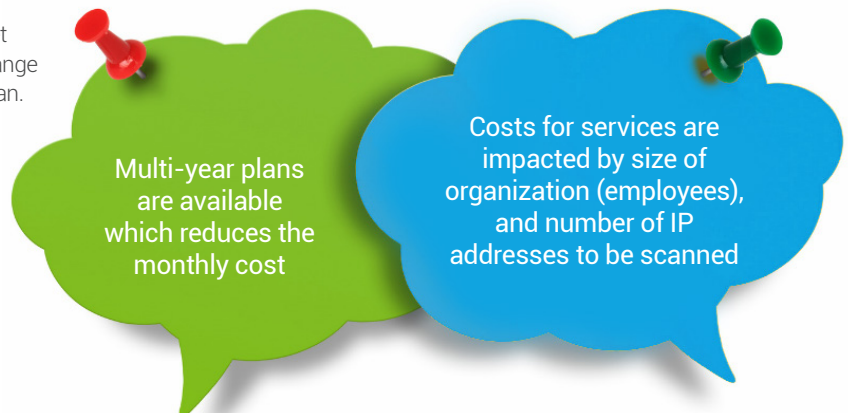 Multi-year plans
are available
which reduces the
monthly cost
Costs for services are
impacted by size of
organization (employees),
and number of IP
addresses to be scanned